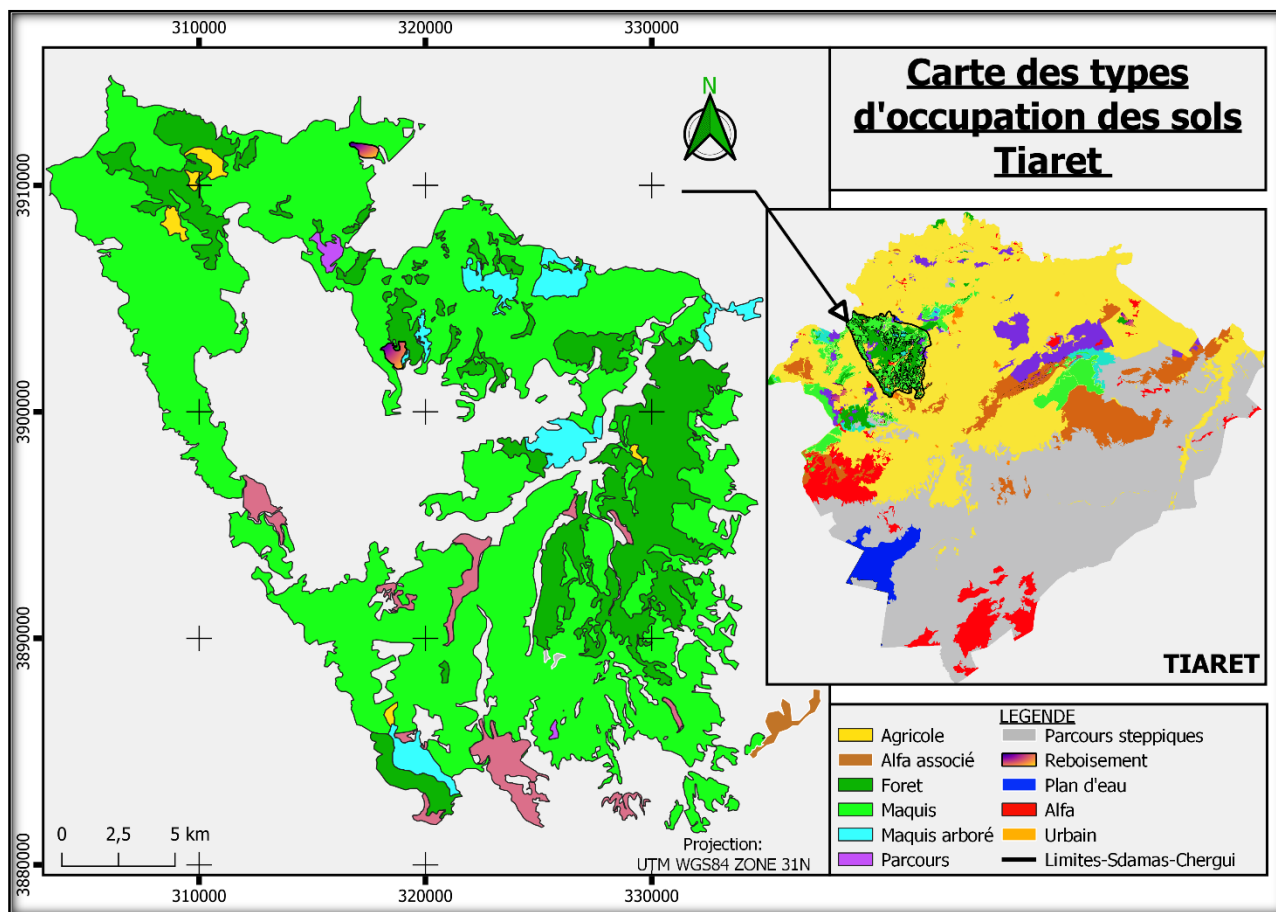 310000 320000 330000
Carte des types
d'occupation des sols
Tiaret
N
3910000
3900000
3890000
3880000
TIARET
LEGENDE
Agricole
Alfa associé
Foret
Maquis
Maquis arboré
Parcours
Parcours steppiques
Reboisement
Plan d'eau
Alfa
Urbain
Limites-Sdamas-Chergui
0 2,5 5 km
Projection:
UTM WGS84 ZONE 31N
310000 320000 330000